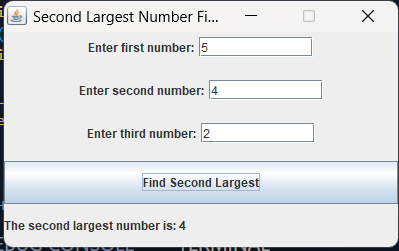 Second Largest Number Fi...
Enter first number: 5
Enter second number: 4
Enter third number: 2
Find Second Largest
The second largest number is: 4
TERMINAL